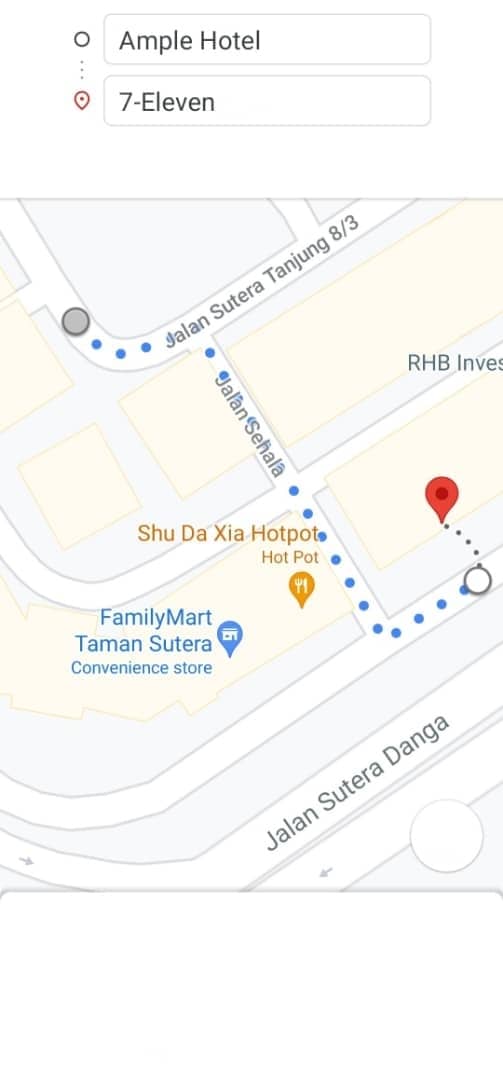 Ample Hotel
7-Eleven
Jalan Sutera Tanjung 8/3
RHB Inves
Jalan Sehala
Shu Da Xia Hotpot
Hot Pot
FamilyMart
Taman Sutera
Convenience store
Jalan Sutera Danga